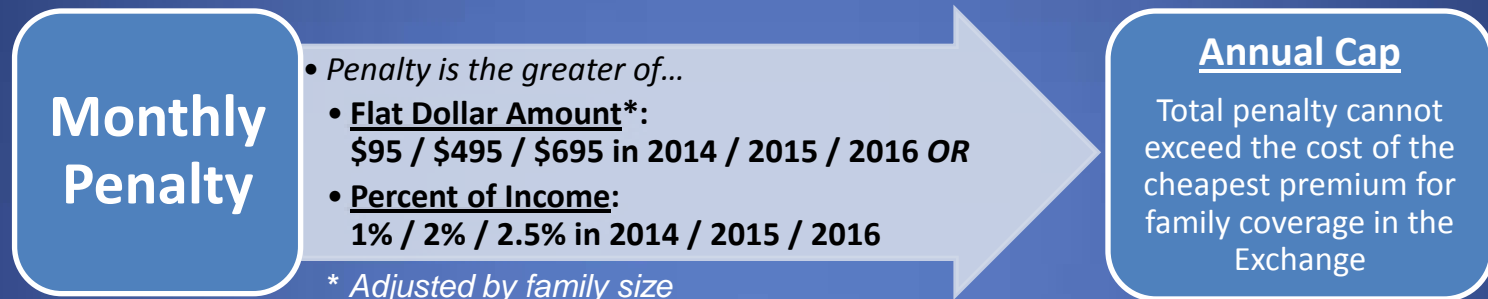 Monthly
Penalty
• Penalty is the greater of…
• Flat Dollar Amount*:
$95 / $495 / $695 in 2014 / 2015 / 2016 OR
• Percent of Income:
1% / 2% / 2.5% in 2014 / 2015 / 2016
* Adjusted by family size
Annual Cap
Total penalty cannot
exceed the cost of the
cheapest premium for
family coverage in the
Exchange